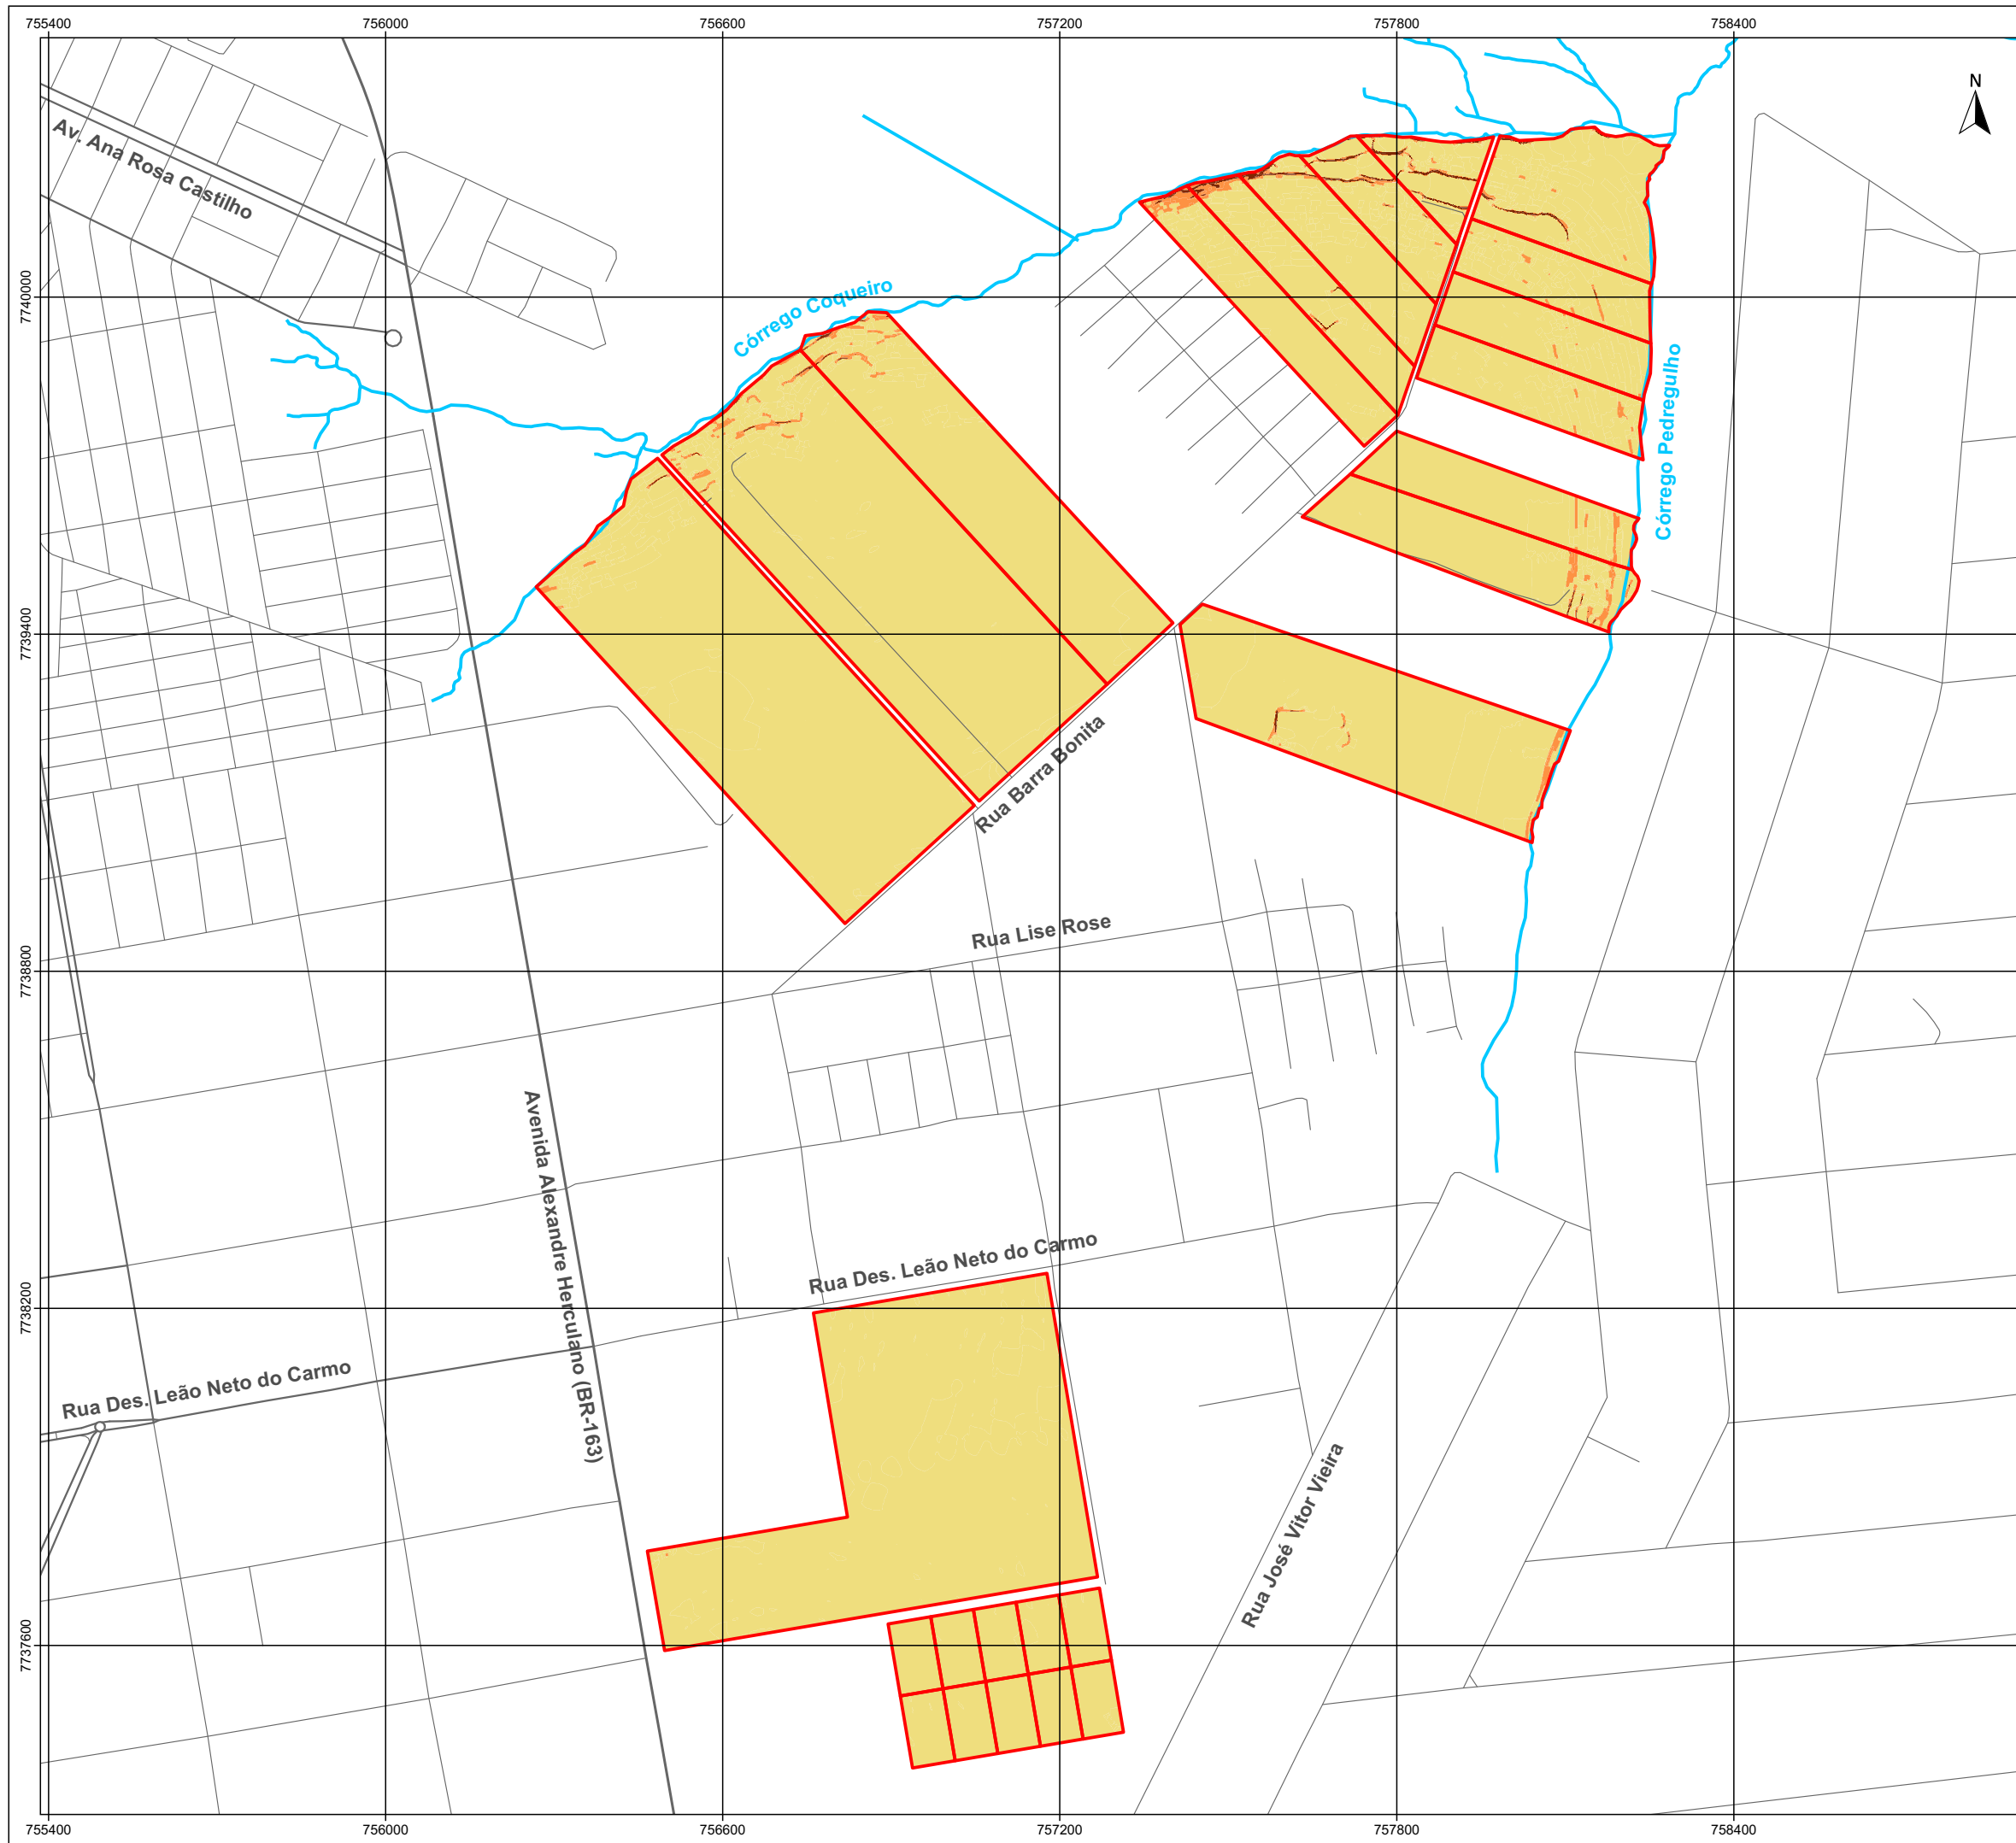 755400 756000 756600 757200 757800 758400
N
Av. Ana Rosa Castilho
7740000
Córrego Coqueiro
Córrego Pedregulho
7739400
Rua Barra Bonita
Rua Lise Rose
7738800
Avenida Alexandre Herculano (BR-163)
Rua Des. Leão Neto do Carmo
7738200
Rua Des. Leão Neto do Carmo
Rua José Vitor Vieira
7737600
755400 756000 756600 757200 757800 758400